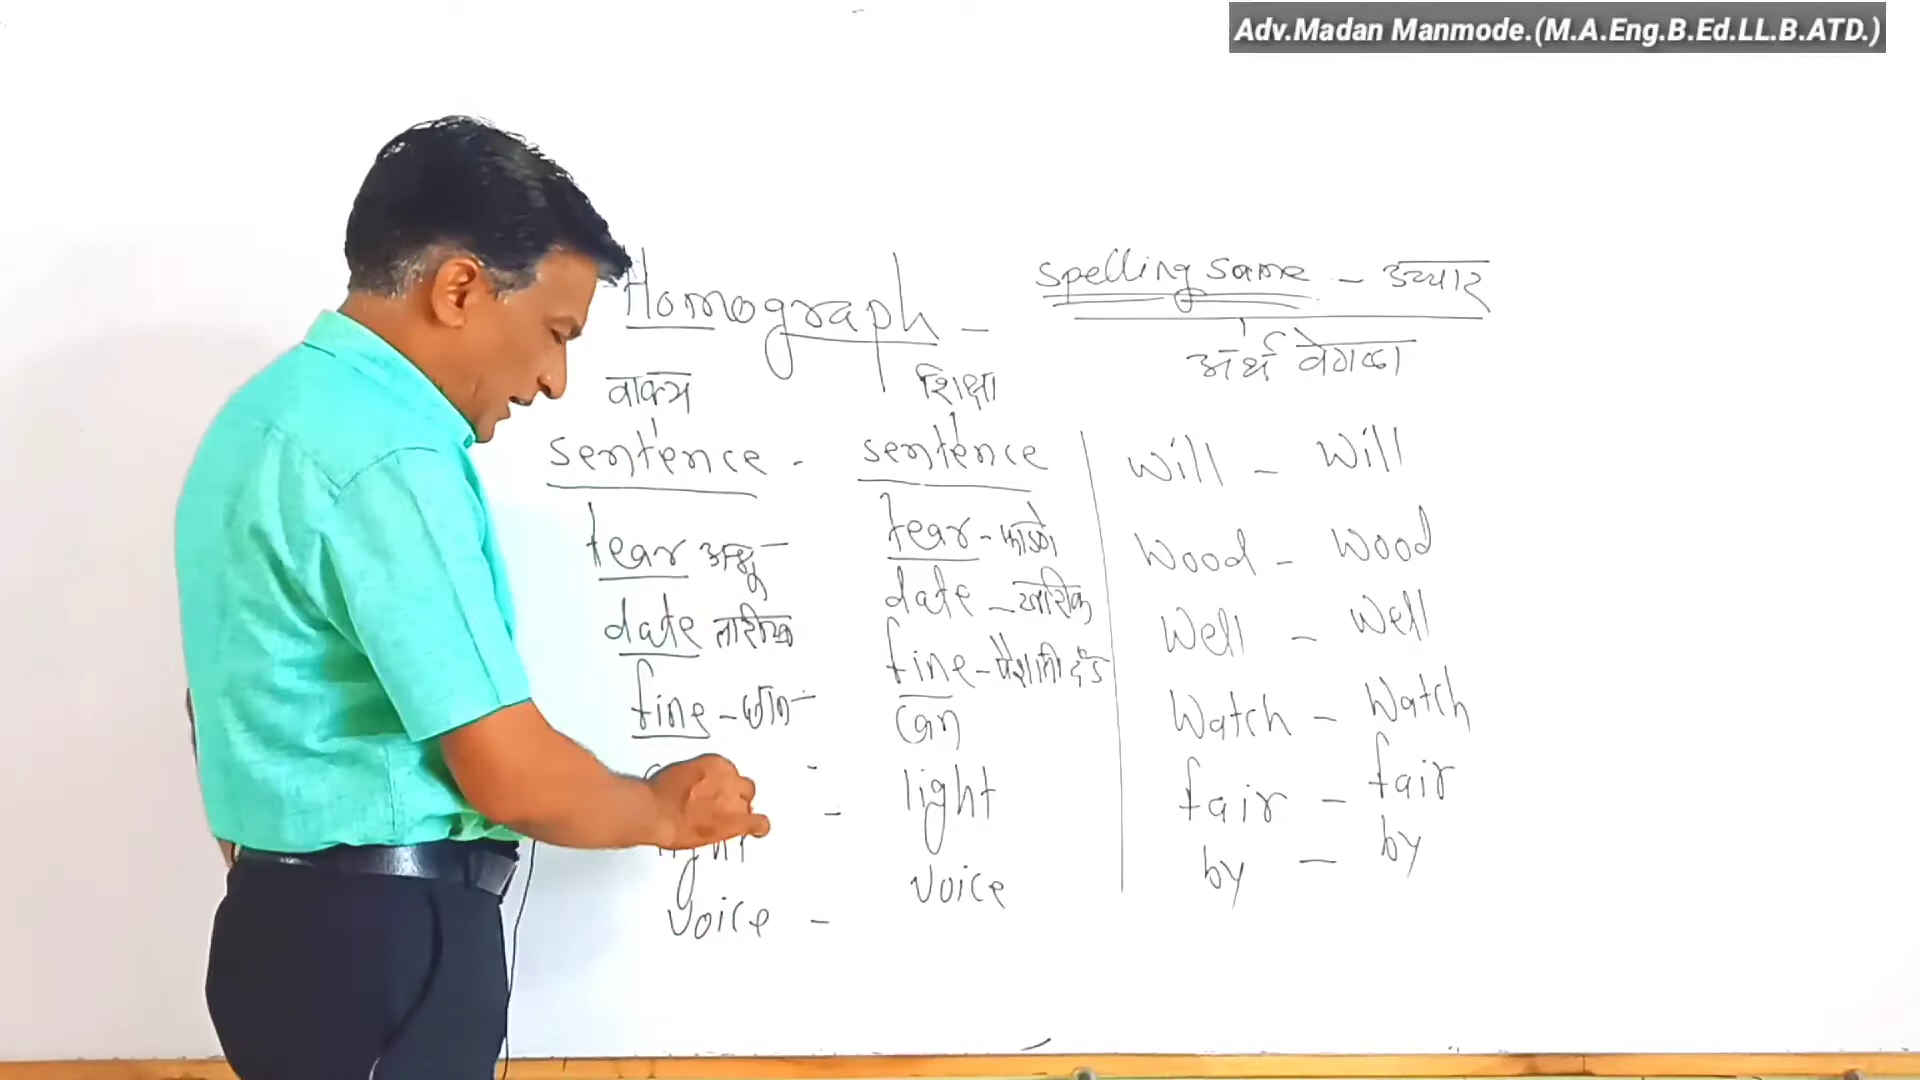 Adv.Madan Manmode.(M.A.Eng.B.Ed.LL.B.ATD.)
Homograph - spelling same - उच्चार
अर्थ वेगळा
वाक्य शिक्षा
sentence - sentence
tear अश्रू - tear - फाडणे
date तारीख date - खारीक
fine - छान - fine - पैशाची दंड
- can
light - light
voice - voice
will - will
wood - wood
well - well
watch - watch
fair - fair
by - by